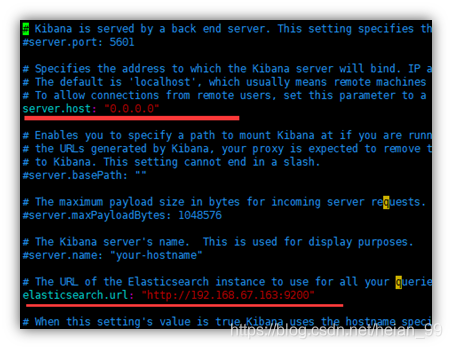 # Kibana is served by a back end server. This setting specifies th
#server.port: 5601
# Specifies the address to which the Kibana server will bind. IP a
# The default is 'localhost', which usually means remote machines
# To allow connections from remote users, set this parameter to a
server.host: "0.0.0.0"
# Enables you to specify a path to mount Kibana at if you are runn
# the URLs generated by Kibana, your proxy is expected to remove t
# to Kibana. This setting cannot end in a slash.
#server.basePath: ""
# The maximum payload size in bytes for incoming server requests.
#server.maxPayloadBytes: 1048576
# The Kibana server's name.  This is used for display purposes.
#server.name: "your-hostname"
# The URL of the Elasticsearch instance to use for all your querie
elasticsearch.url: "http://192.168.67.163:9200"
# When this setting's value is true Kibana uses the hostname speci
https://blog.csdn.net/heian_99